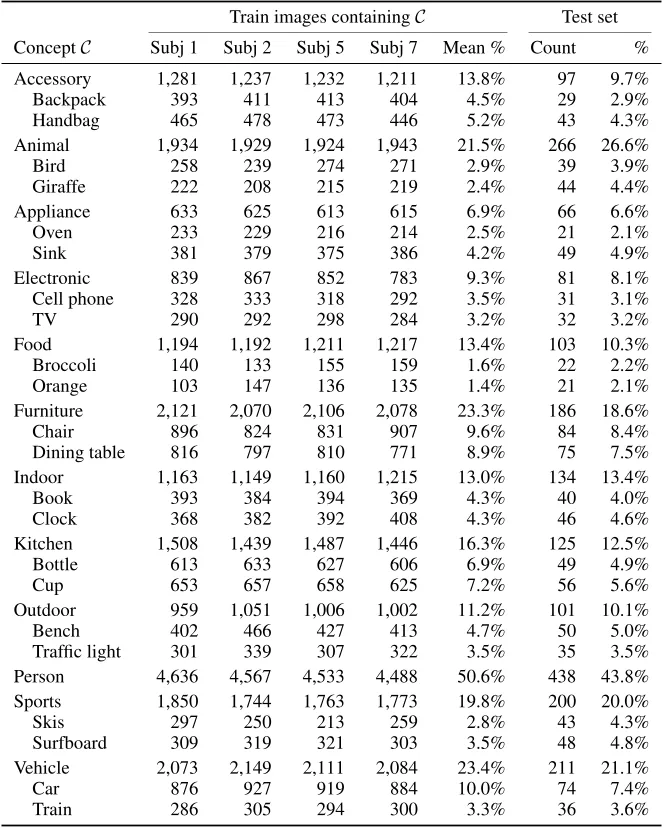 Train images containing C Test set
Concept C Subj 1 Subj 2 Subj 5 Subj 7 Mean % Count %
Accessory 1,281 1,237 1,232 1,211 13.8% 97 9.7%
Backpack 393 411 413 404 4.5% 29 2.9%
Handbag 465 478 473 446 5.2% 43 4.3%
Animal 1,934 1,929 1,924 1,943 21.5% 266 26.6%
Bird 258 239 274 271 2.9% 39 3.9%
Giraffe 222 208 215 219 2.4% 44 4.4%
Appliance 633 625 613 615 6.9% 66 6.6%
Oven 233 229 216 214 2.5% 21 2.1%
Sink 381 379 375 386 4.2% 49 4.9%
Electronic 839 867 852 783 9.3% 81 8.1%
Cell phone 328 333 318 292 3.5% 31 3.1%
TV 290 292 298 284 3.2% 32 3.2%
Food 1,194 1,192 1,211 1,217 13.4% 103 10.3%
Broccoli 140 133 155 159 1.6% 22 2.2%
Orange 103 147 136 135 1.4% 21 2.1%
Furniture 2,121 2,070 2,106 2,078 23.3% 186 18.6%
Chair 896 824 831 907 9.6% 84 8.4%
Dining table 816 797 810 771 8.9% 75 7.5%
Indoor 1,163 1,149 1,160 1,215 13.0% 134 13.4%
Book 393 384 394 369 4.3% 40 4.0%
Clock 368 382 392 408 4.3% 46 4.6%
Kitchen 1,508 1,439 1,487 1,446 16.3% 125 12.5%
Bottle 613 633 627 606 6.9% 49 4.9%
Cup 653 657 658 625 7.2% 56 5.6%
Outdoor 959 1,051 1,006 1,002 11.2% 101 10.1%
Bench 402 466 427 413 4.7% 50 5.0%
Traffic light 301 339 307 322 3.5% 35 3.5%
Person 4,636 4,567 4,533 4,488 50.6% 438 43.8%
Sports 1,850 1,744 1,763 1,773 19.8% 200 20.0%
Skis 297 250 213 259 2.8% 43 4.3%
Surfboard 309 319 321 303 3.5% 48 4.8%
Vehicle 2,073 2,149 2,111 2,084 23.4% 211 21.1%
Car 876 927 919 884 10.0% 74 7.4%
Train 286 305 294 300 3.3% 36 3.6%